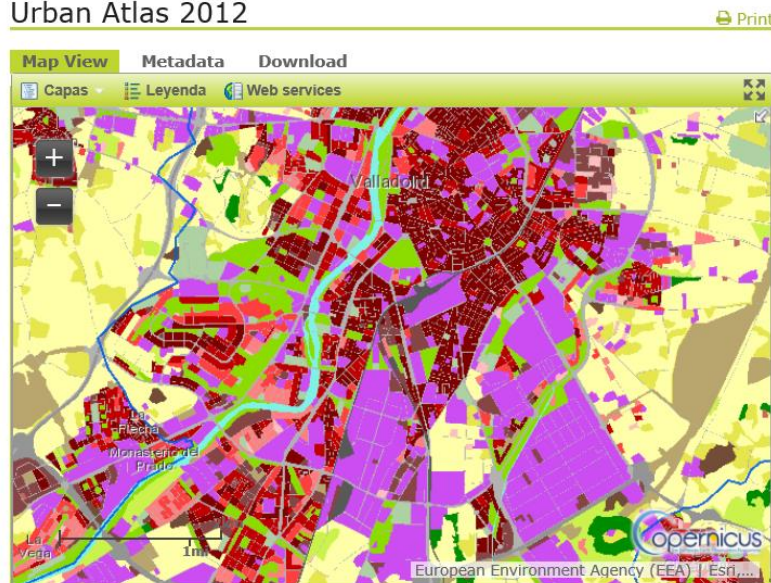 Urban Atlas 2012
Print
Map View Metadata Download
Capas Leyenda Web services
+
Valladolid
−
La
Flecha
Monasterio del
Prado
La
Vega
1mi
opernicus
European Environment Agency (EEA) | Esri,...